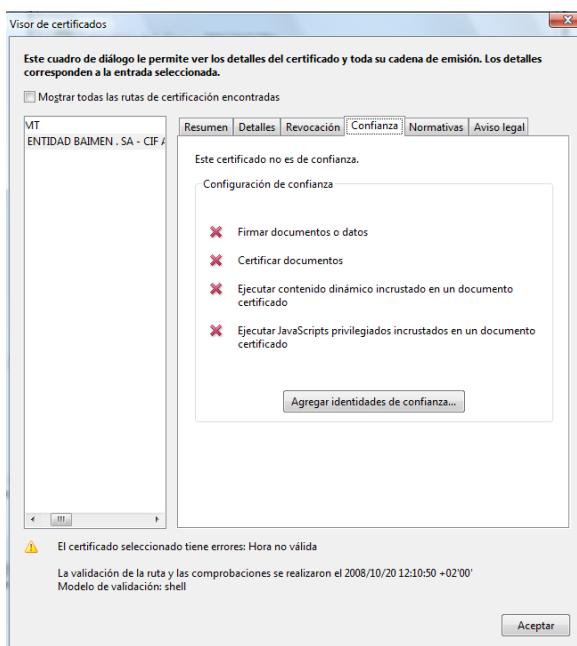 Visor de certificados
Este cuadro de diálogo le permite ver los detalles del certificado y toda su cadena de emisión. Los detalles
corresponden a la entrada seleccionada.
Mostrar todas las rutas de certificación encontradas
MT
ENTIDAD BAIMEN . SA - CIF A
Resumen Detalles Revocación Confianza Normativas Aviso legal
Este certificado no es de confianza.
Configuración de confianza
Firmar documentos o datos
Certificar documentos
Ejecutar contenido dinámico incrustado en un documento
certificado
Ejecutar JavaScripts privilegiados incrustados en un documento
certificado
Agregar identidades de confianza...
El certificado seleccionado tiene errores: Hora no válida
La validación de la ruta y las comprobaciones se realizaron el 2008/10/20 12:10:50 +02'00'
Modelo de validación: shell
Aceptar